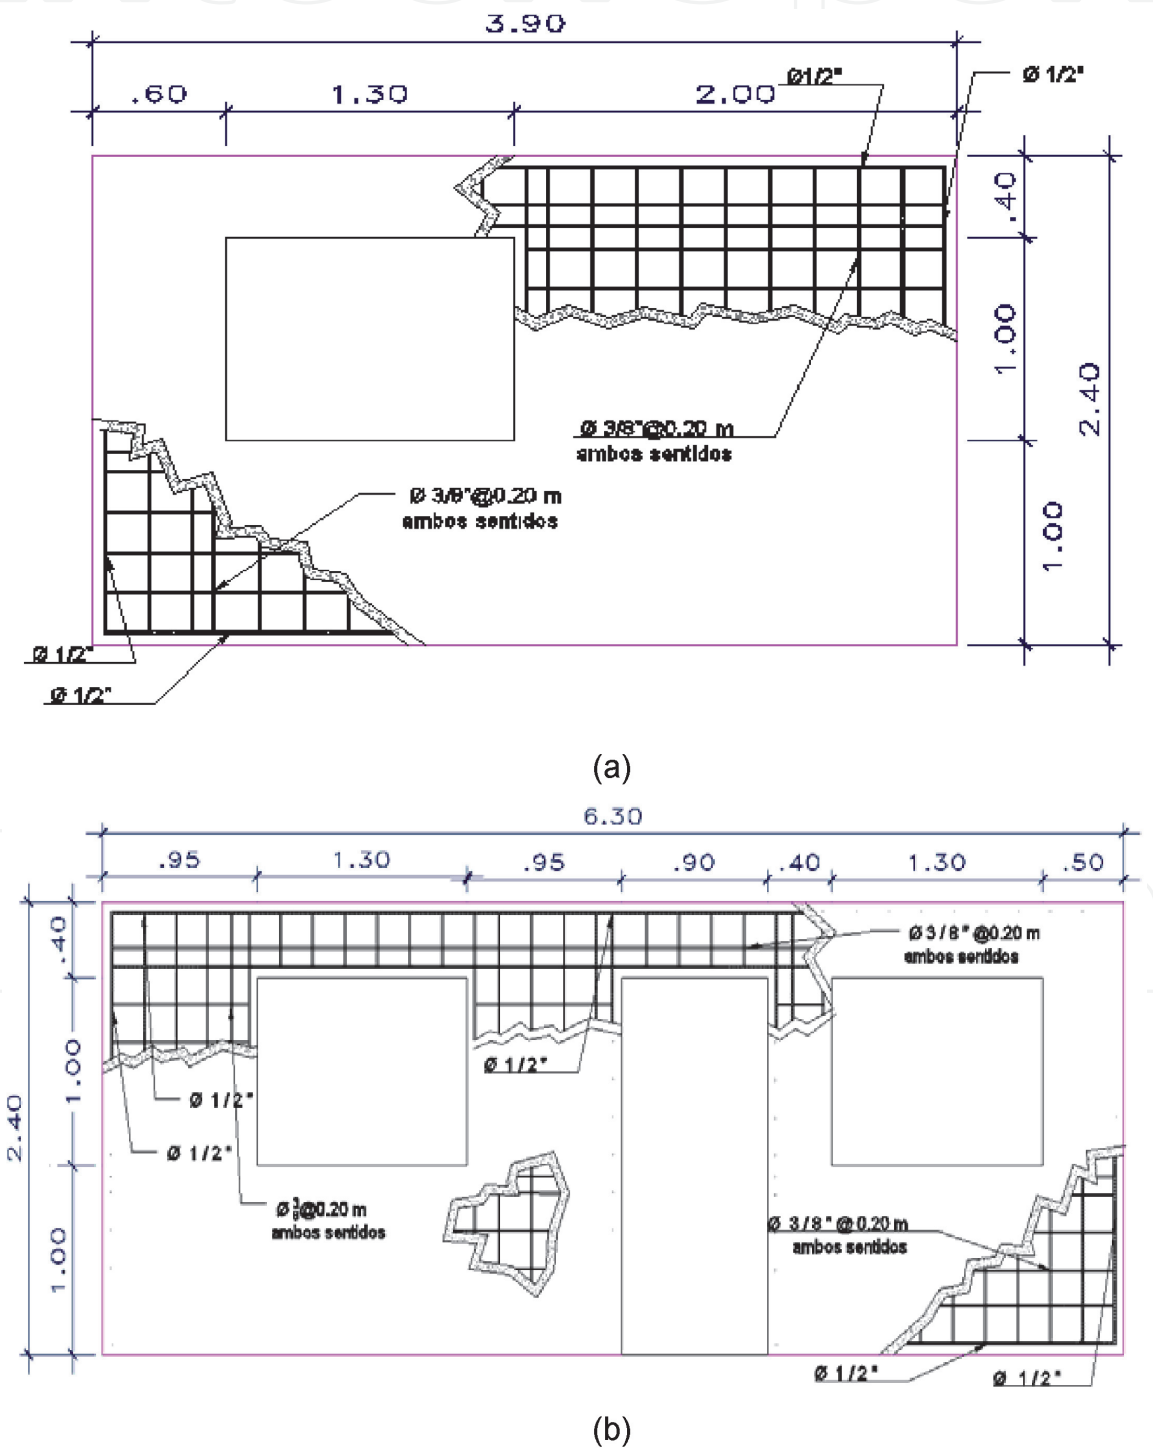 3.90
.60 1.30 2.00
Ø1/2"
Ø 1/2"
.40
1.00
2.40
1.00
Ø 3/8"@0.20 m
ambos sentidos
Ø 3/8"@0.20 m
ambos sentidos
Ø 1/2"
Ø 1/2"
(a)
6.30
.95 1.30 .95 .90 .40 1.30 .50
.40
1.00
2.40
1.00
Ø 3/8"@0.20 m
ambos sentidos
Ø 1/2"
Ø 1/2"
Ø 1/2"
Ø 3/8@0.20 m
ambos sentidos
Ø 3/8"@0.20 m
ambos sentidos
Ø 1/2"
Ø 1/2"
(b)